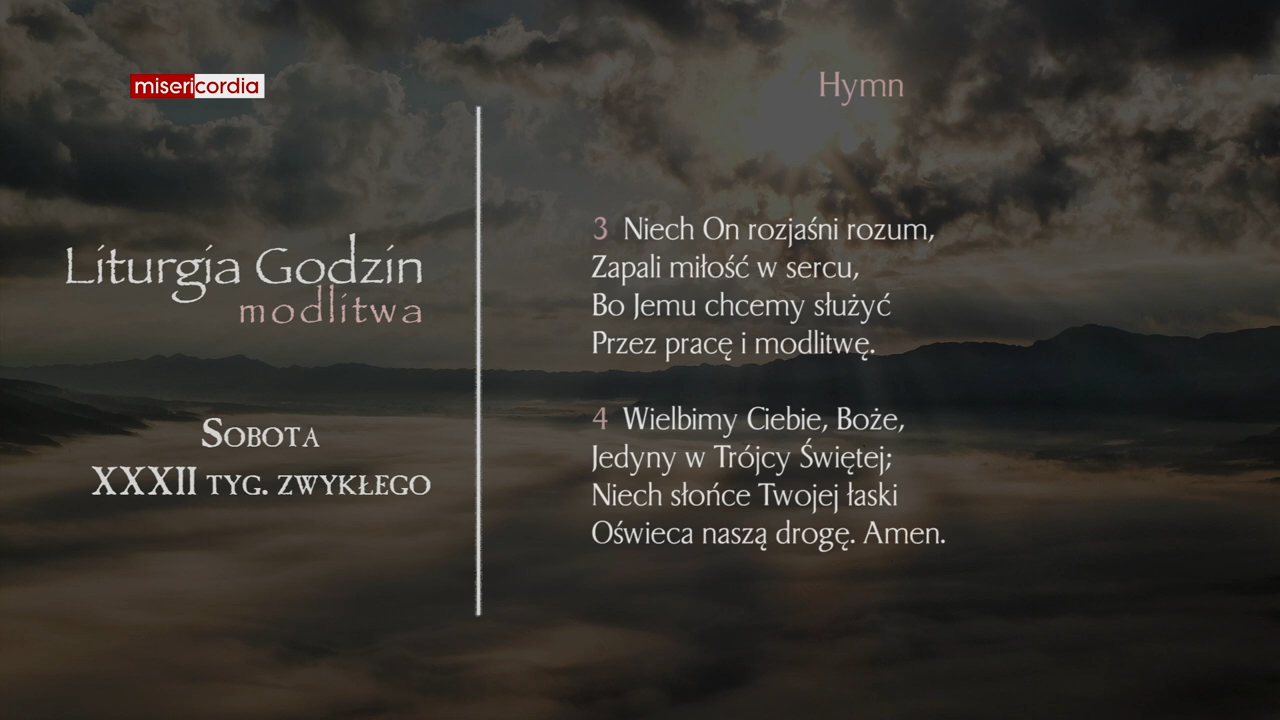 misericordia
Liturgia Godzin
modlitwa
Sobota
XXXII tyg. zwykłego
Hymn
3 Niech On rozjaśni rozum,
Zapali miłość w sercu,
Bo Jemu chcemy służyć
Przez pracę i modlitwę.
4 Wielbimy Ciebie, Boże,
Jedyny w Trójcy Świętej;
Niech słońce Twojej łaski
Oświeca naszą drogę. Amen.